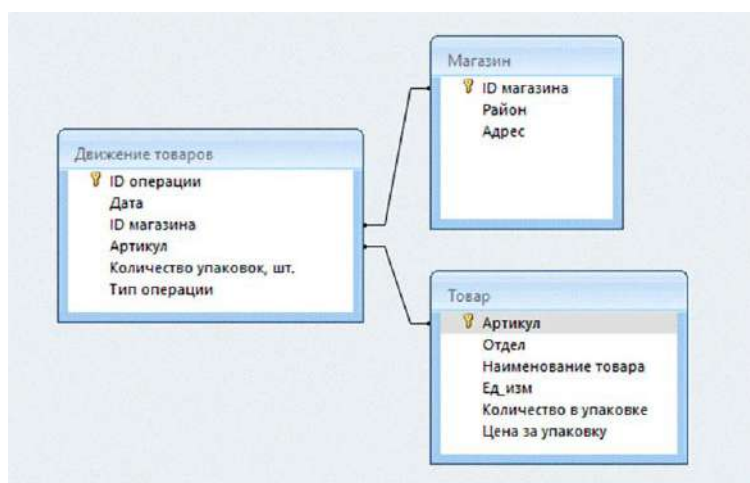 Магазин
ID магазина
Район
Адрес
Движение товаров
ID операции
Дата
ID магазина
Артикул
Количество упаковок, шт.
Тип операции
Товар
Артикул
Отдел
Наименование товара
Ед_изм
Количество в упаковке
Цена за упаковку